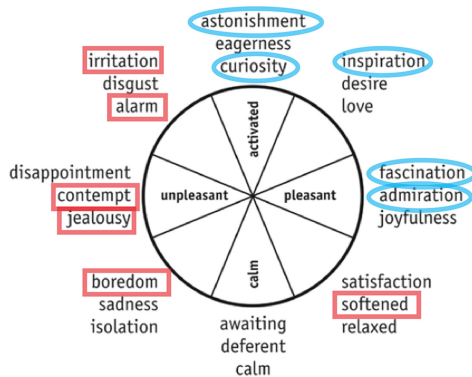 astonishment
eagerness
curiosity
irritation
disgust
alarm
inspiration
desire
love
activated
disappointment
contempt
jealousy
unpleasant
pleasant
fascination
admiration
joyfulness
calm
boredom
sadness
isolation
awaiting
deferent
calm
satisfaction
softened
relaxed